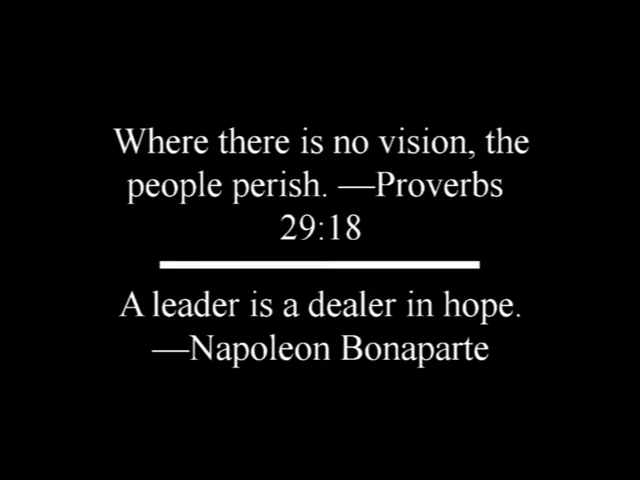 Where there is no vision, the
people perish. —Proverbs
29:18
A leader is a dealer in hope.
—Napoleon Bonaparte